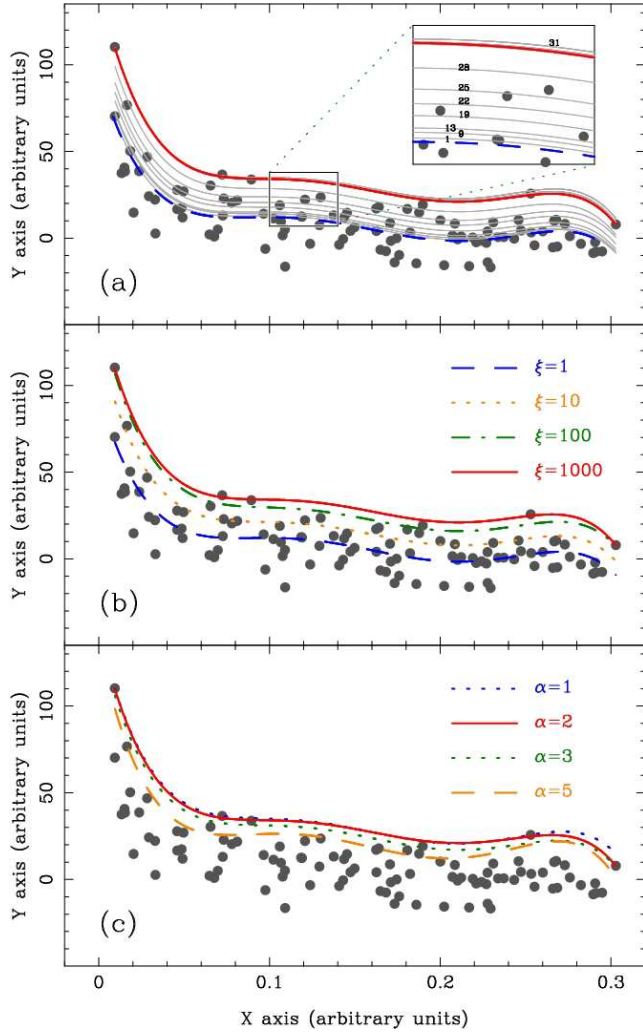 100
50
0
Y axis (arbitrary units)
(a)
31
28
25
22
19
13
9
1
100
50
0
Y axis (arbitrary units)
(b)
ξ=1
ξ=10
ξ=100
ξ=1000
100
50
0
Y axis (arbitrary units)
(c)
α=1
α=2
α=3
α=5
0 0.1 0.2 0.3
X axis (arbitrary units)